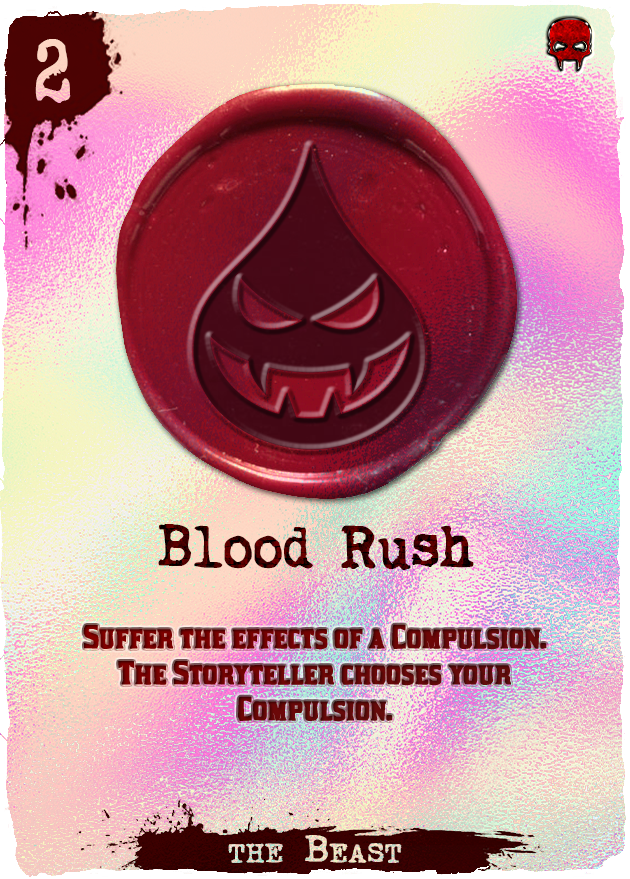 2
Blood Rush
Suffer the effects of a Compulsion.
The Storyteller chooses your
Compulsion.
the Beast